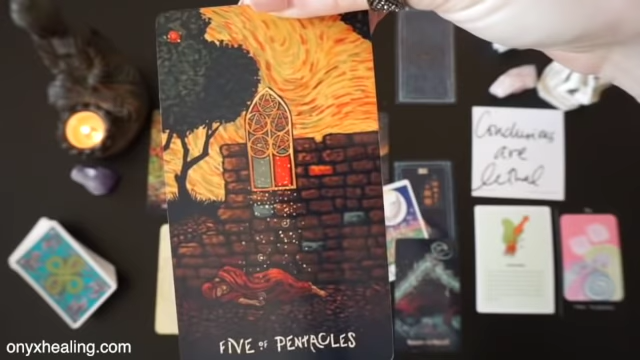 Conclusions
are
lethal
FIVE OF PENTACLES
onyxhealing.com